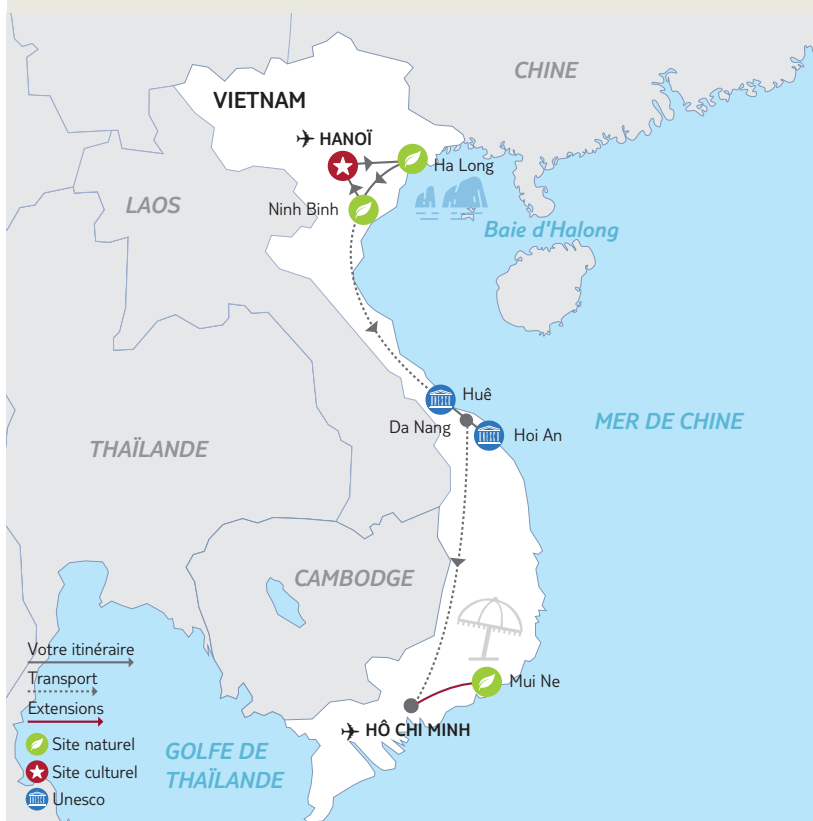 CHINE
VIETNAM
HANOÏ
Ha Long
LAOS
Ninh Binh
Baie d'Halong
Huê
Da Nang
Hoi An
MER DE CHINE
THAÏLANDE
CAMBODGE
Votre itinéraire
Transport
Extensions
Mui Ne
HÔ CHI MINH
Site naturel
Site culturel
Unesco
GOLFE DE
THAÏLANDE